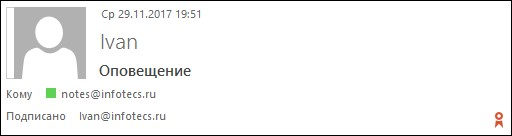 Ср 29.11.2017 19:51
Ivan
Оповещение
Кому notes@infotecs.ru
Подписано Ivan@infotecs.ru